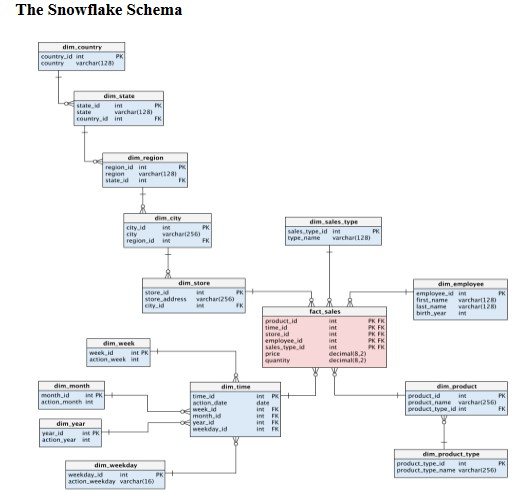 The Snowflake Schema
dim_country
country_id int PK
country varchar(128)
dim_state
state_id int PK
state varchar(128)
country_id int FK
dim_region
region_id int PK
region varchar(128)
state_id int FK
dim_city
city_id int PK
city varchar(256)
region_id int FK
dim_sales_type
sales_type_id int PK
type_name varchar(128)
dim_store
store_id int PK
store_address varchar(256)
city_id int FK
dim_employee
employee_id int PK
first_name varchar(128)
last_name varchar(128)
birth_year int
fact_sales
product_id int PK FK
time_id int PK FK
store_id int PK FK
employee_id int PK FK
sales_type_id int PK FK
price decimal(8,2)
quantity decimal(8,2)
dim_week
week_id int PK
action_week int
dim_month
month_id int PK
action_month int
dim_time
time_id int PK
action_date date
week_id int FK
month_id int FK
year_id int FK
weekday_id int FK
dim_product
product_id int PK
product_name varchar(256)
product_type_id int FK
dim_year
year_id int PK
action_year int
dim_weekday
weekday_id int PK
action_weekday varchar(16)
dim_product_type
product_type_id int PK
product_type_name varchar(256)